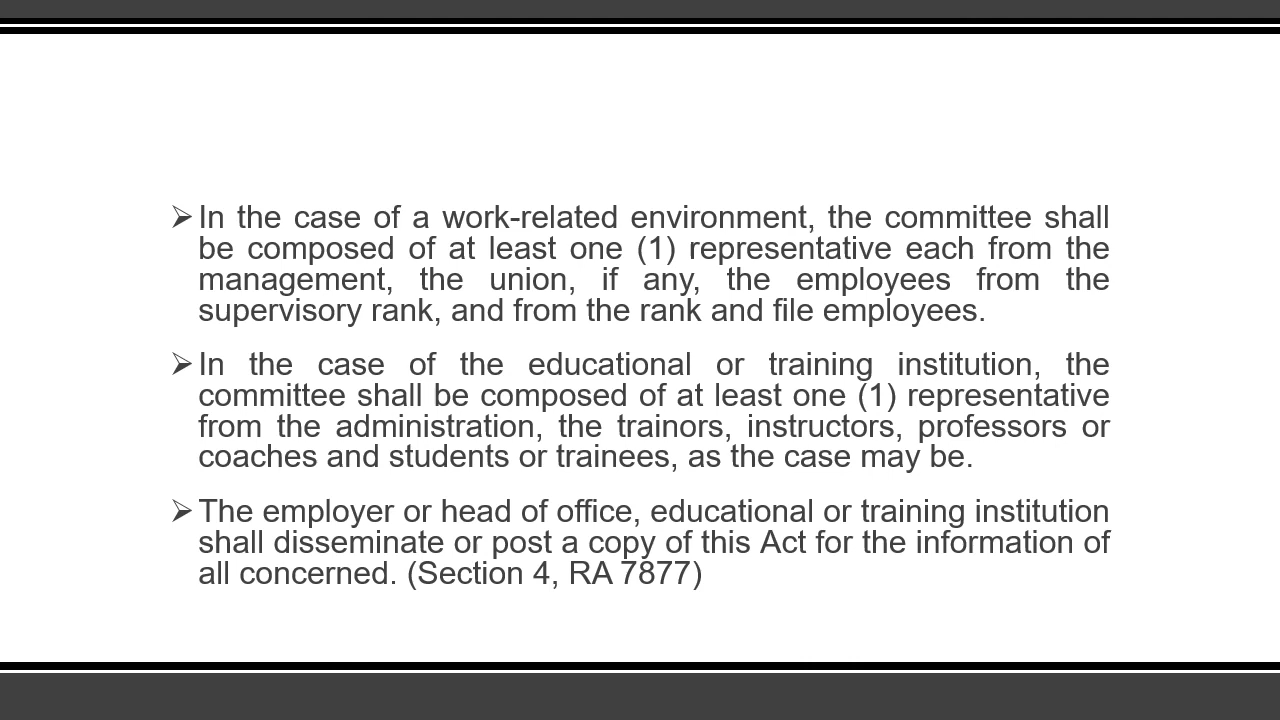 ➢In the case of a work-related environment, the committee shall
be composed of at least one (1) representative each from the
management, the union, if any, the employees from the
supervisory rank, and from the rank and file employees.
➢In the case of the educational or training institution, the
committee shall be composed of at least one (1) representative
from the administration, the trainors, instructors, professors or
coaches and students or trainees, as the case may be.
➢The employer or head of office, educational or training institution
shall disseminate or post a copy of this Act for the information of
all concerned. (Section 4, RA 7877)